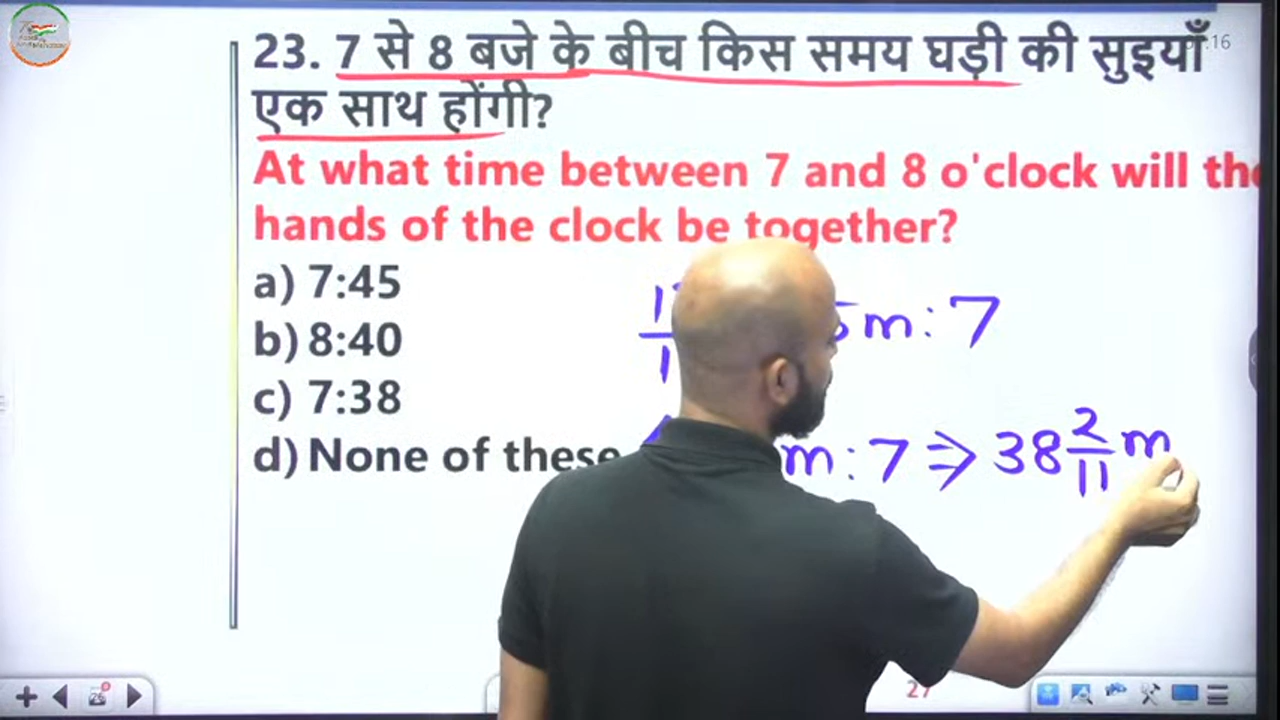 23. 7 से 8 बजे के बीच किस समय घड़ी की सुइयाँ
एक साथ होंगी?
At what time between 7 and 8 o'clock will the
hands of the clock be together?
a) 7:45
b) 8:40
c) 7:38
d) None of these
m: 7
m: 7 ⇒ 38 2/11 m
27